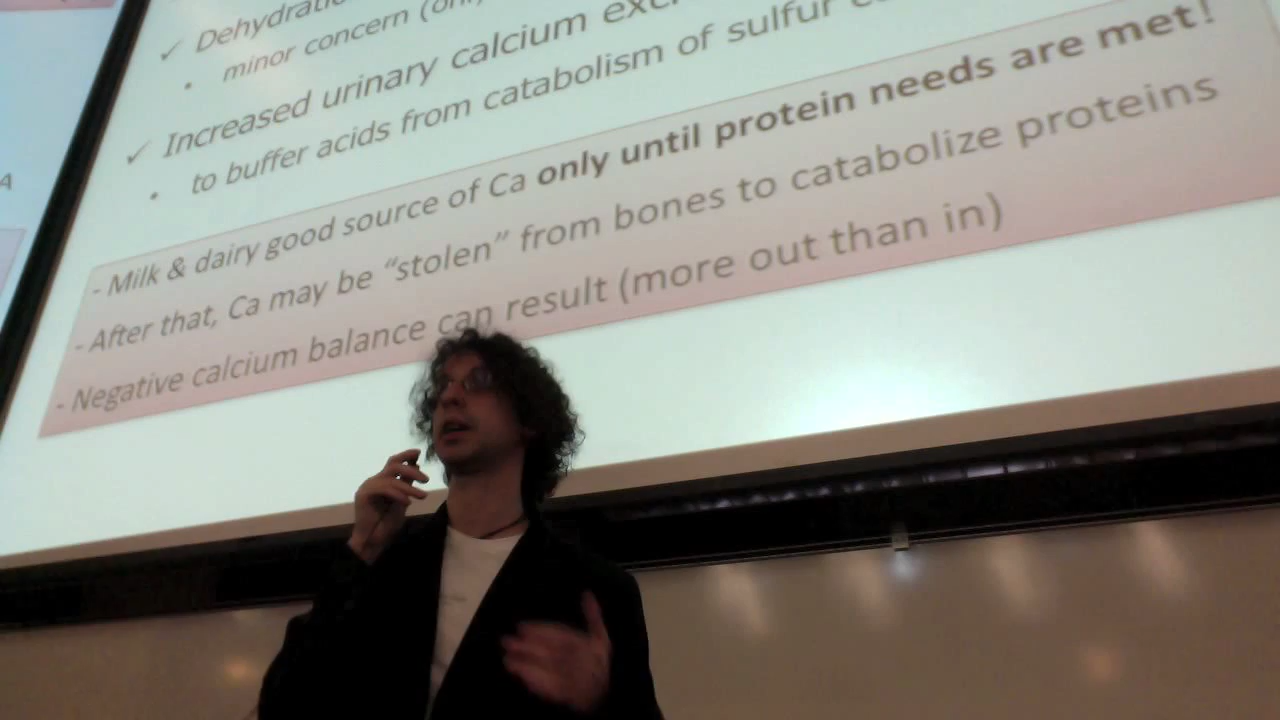 ✓ Dehydratio
• minor concern (onl
✓ Increased urinary calcium exc
• to buffer acids from catabolism of sulfur
- Milk & dairy good source of Ca only until protein needs are met!
- After that, Ca may be “stolen” from bones to catabolize proteins
- Negative calcium balance can result (more out than in)
A